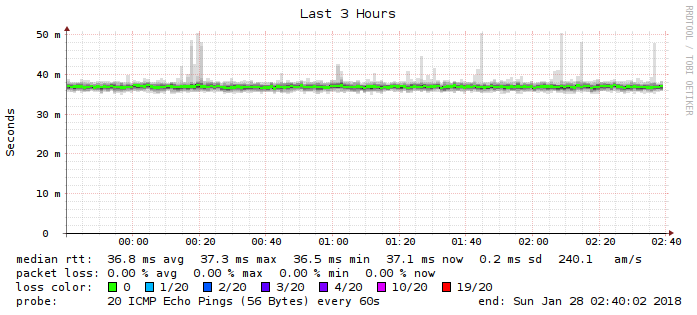 Last 3 Hours
RRDTOOL / TOBI OETIKER
Seconds
50 m
40 m
30 m
20 m
10 m
0
00:00 00:20 00:40 01:00 01:20 01:40 02:00 02:20 02:40
median rtt: 36.8 ms avg 37.3 ms max 36.5 ms min 37.1 ms now 0.2 ms sd 240.1 am/s
packet loss: 0.00 % avg 0.00 % max 0.00 % min 0.00 % now
loss color: 0 1/20 2/20 3/20 4/20 10/20 19/20
probe: 20 ICMP Echo Pings (56 Bytes) every 60s end: Sun Jan 28 02:40:02 2018